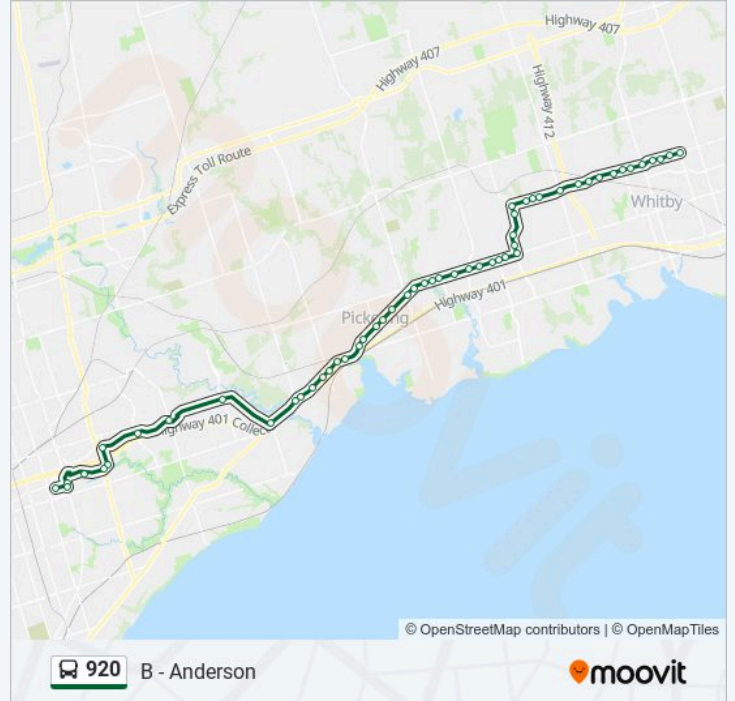 Highway 407
Highway 407
Highway 412
Express Toll Route
Whitby
Highway 401
Pickering
Highway 401 Collec
© OpenStreetMap contributors | © OpenMapTiles
920 B - Anderson
moovit